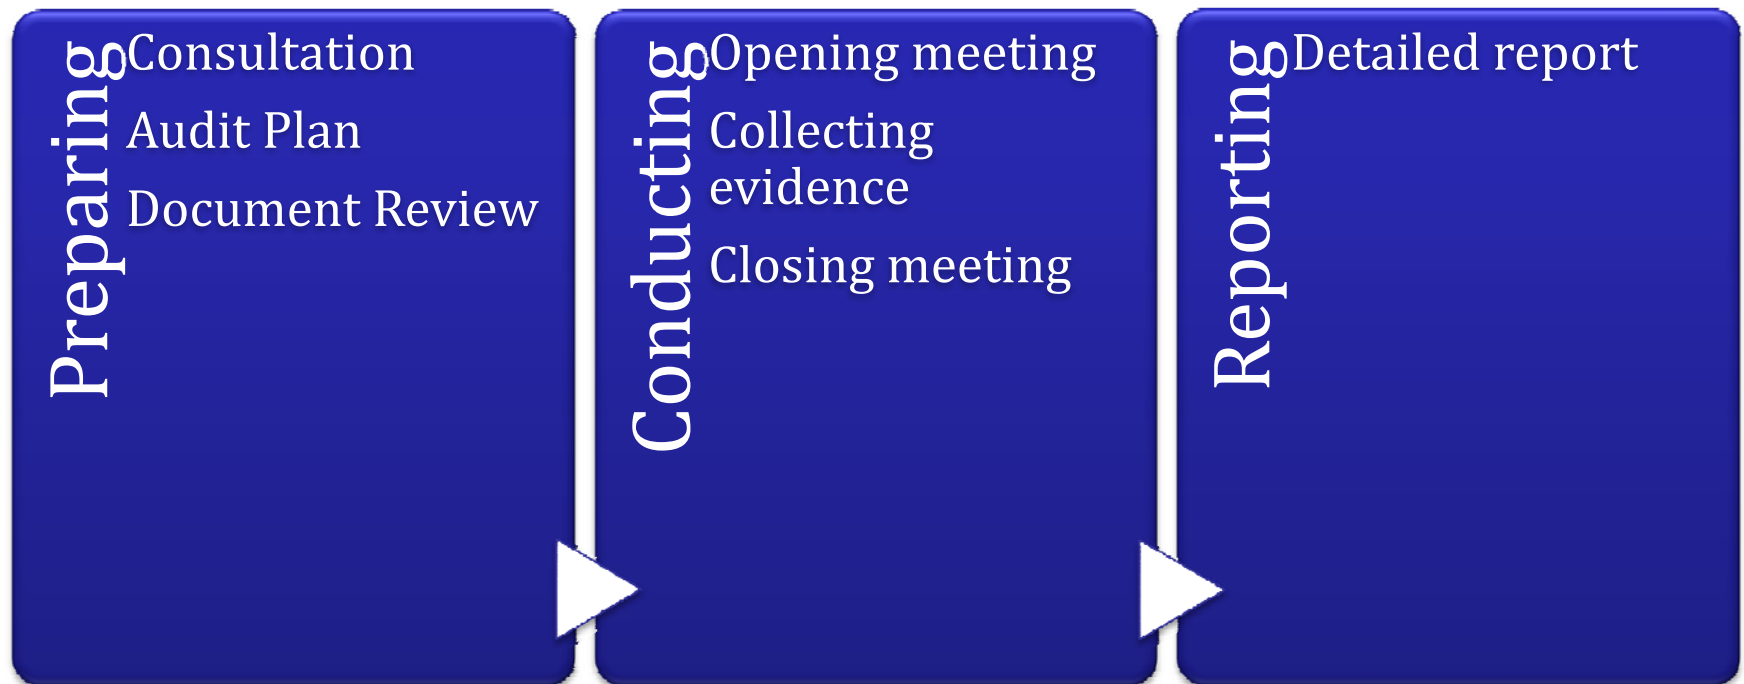 Preparing
Consultation
Audit Plan
Document Review
Conducting
Opening meeting
Collecting
evidence
Closing meeting
Reporting
Detailed report